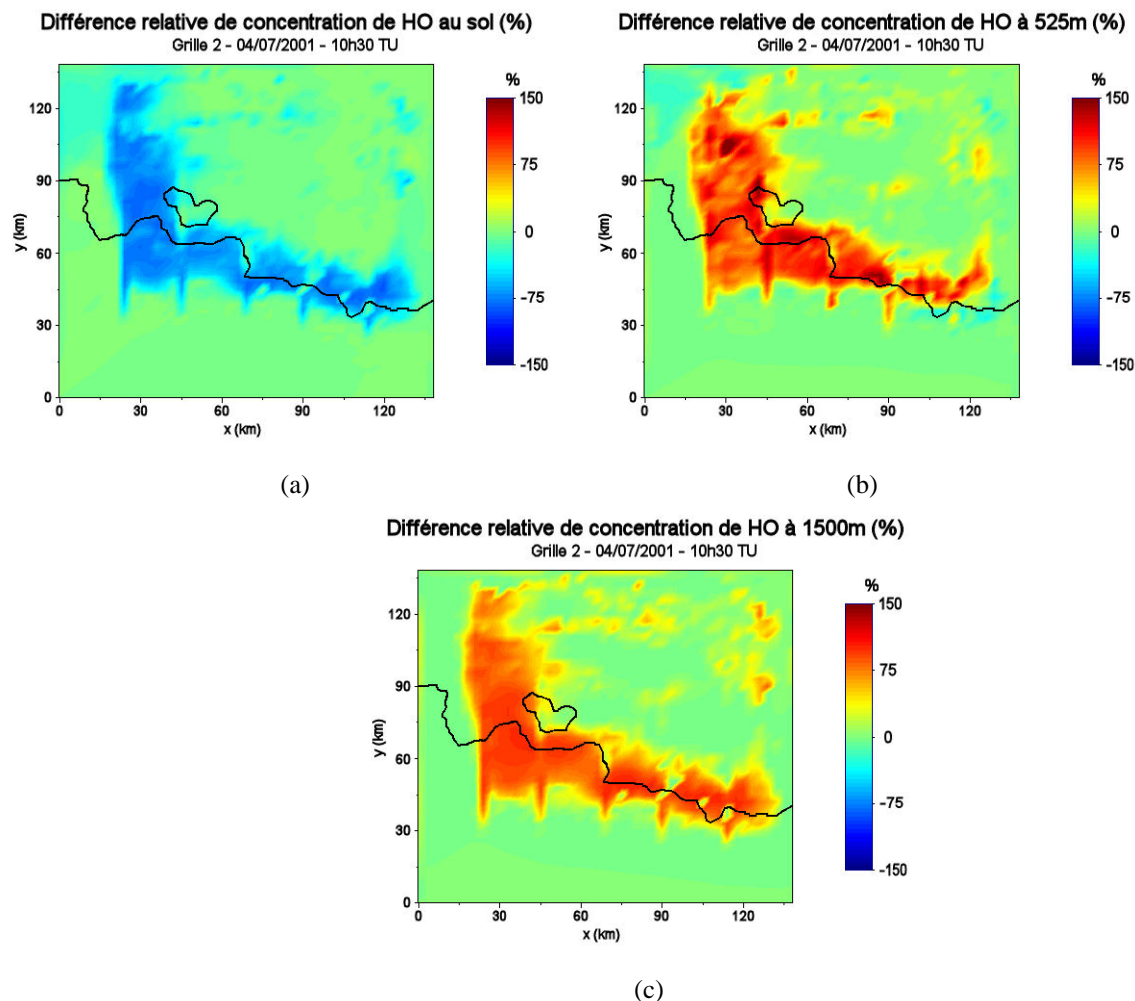 Différence relative de concentration de HO au sol (%)
Grille 2 - 04/07/2001 - 10h30 TU
%
150
75
0
-75
-150
120
90
60
30
0
y (km)
0 30 60 90 120
x (km)
(a)
Différence relative de concentration de HO à 525m (%)
Grille 2 - 04/07/2001 - 10h30 TU
%
150
75
0
-75
-150
120
90
60
30
0
y (km)
0 30 60 90 120
x (km)
(b)
Différence relative de concentration de HO à 1500m (%)
Grille 2 - 04/07/2001 - 10h30 TU
%
150
75
0
-75
-150
120
90
60
30
0
y (km)
0 30 60 90 120
x (km)
(c)